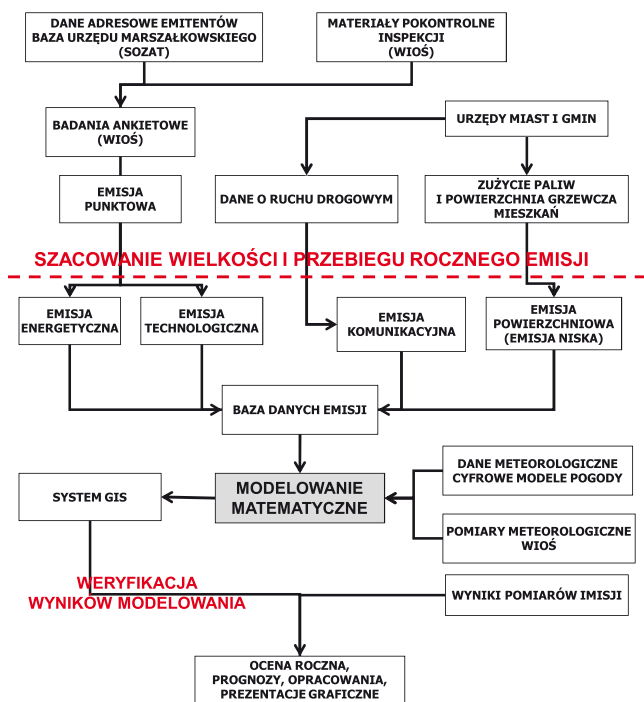 DANE ADRESOWE EMITENTÓW
BAZA URZĘDU MARSZAŁKOWSKIEGO
(SOZAT)
MATERIAŁY POKONTROLNE
INSPEKCJI
(WIOŚ)
BADANIA ANKIETOWE
(WIOŚ)
URZĘDY MIAST I GMIN
EMISJA
PUNKTOWA
DANE O RUCHU DROGOWYM
ZUŻYCIE PALIW
I POWIERZCHNIA GRZEWCZA
MIESZKAŃ
SZACOWANIE WIELKOŚCI I PRZEBIEGU ROCZNEGO EMISJI
EMISJA
ENERGETYCZNA
EMISJA
TECHNOLOGICZNA
EMISJA
KOMUNIKACYJNA
EMISJA
POWIERZCHNIOWA
(EMISJA NISKA)
BAZA DANYCH EMISJI
SYSTEM GIS
MODELOWANIE
MATEMATYCZNE
DANE METEOROLOGICZNE
CYFROWE MODELE POGODY
POMIARY METEOROLOGICZNE
WIOŚ
WERYFIKACJA
WYNIKÓW MODELOWANIA
WYNIKI POMIARÓW IMISJI
OCENA ROCZNA,
PROGNOZY, OPRACOWANIA,
PREZENTACJE GRAFICZNE